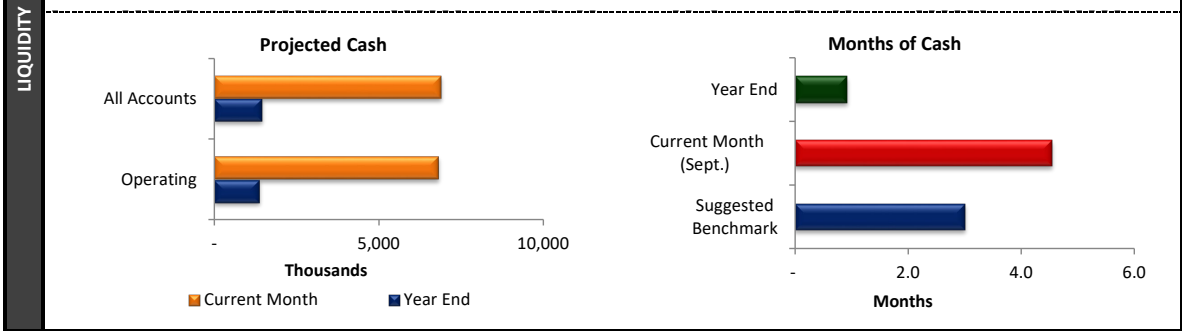 LIQUIDITY
Projected Cash
All Accounts
Operating
-
5,000
10,000
Thousands
Current Month
Year End
Months of Cash
Year End
Current Month
(Sept.)
Suggested
Benchmark
-
2.0
4.0
6.0
Months